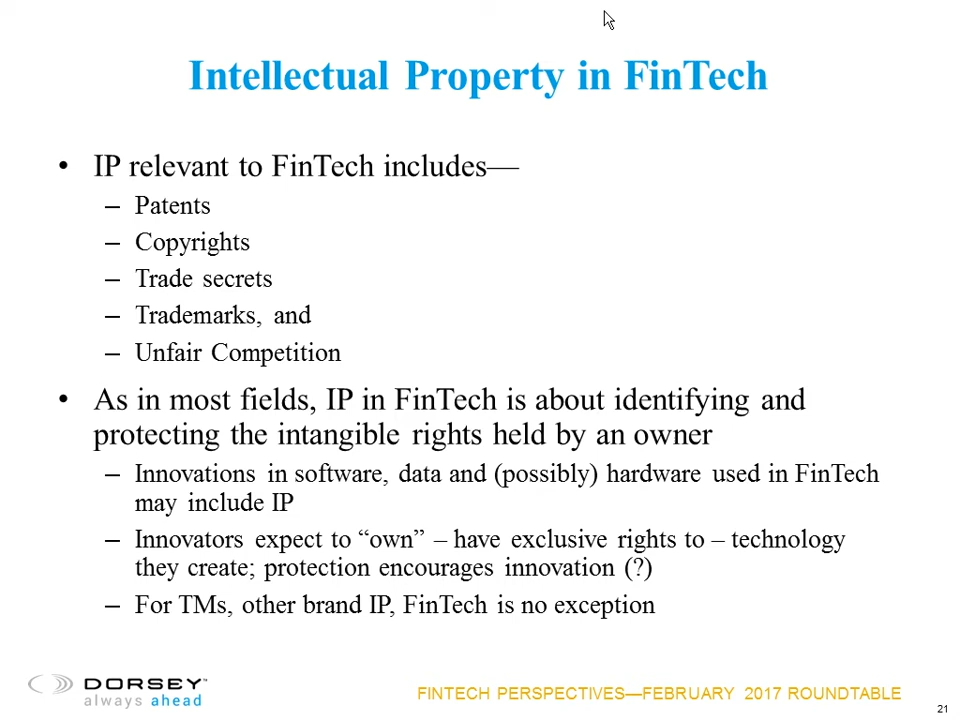 Intellectual Property in FinTech
• IP relevant to FinTech includes—
– Patents
– Copyrights
– Trade secrets
– Trademarks, and
– Unfair Competition
• As in most fields, IP in FinTech is about identifying and
protecting the intangible rights held by an owner
– Innovations in software, data and (possibly) hardware used in FinTech
may include IP
– Innovators expect to “own” – have exclusive rights to – technology
they create; protection encourages innovation (?)
– For TMs, other brand IP, FinTech is no exception
DORSEY™
always ahead
FINTECH PERSPECTIVES—FEBRUARY 2017 ROUNDTABLE
21